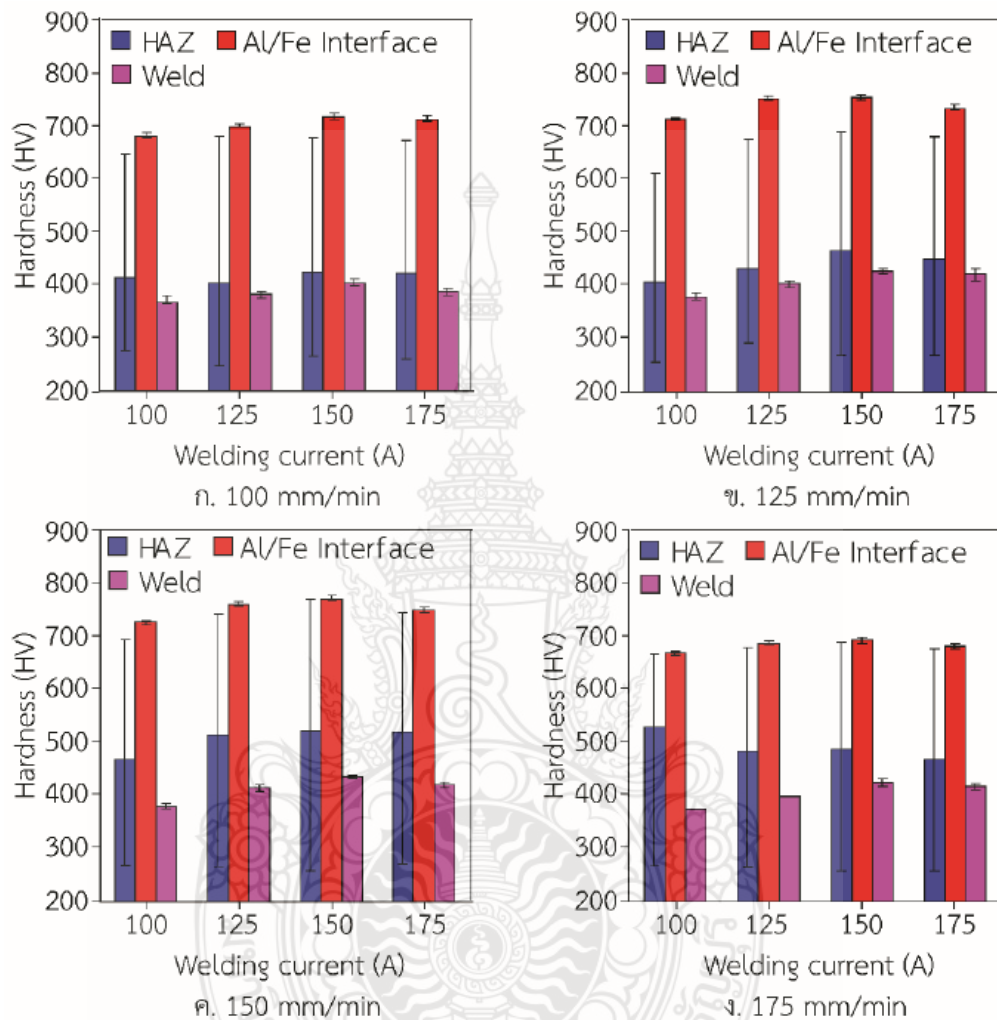 900
800
700
600
500
400
300
200
Hardness (HV)
HAZ Al/Fe Interface
Weld
100 125 150 175
Welding current (A)
ก. 100 mm/min
900
800
700
600
500
400
300
200
Hardness (HV)
HAZ Al/Fe Interface
Weld
100 125 150 175
Welding current (A)
ข. 125 mm/min
900
800
700
600
500
400
300
200
Hardness (HV)
HAZ Al/Fe Interface
Weld
100 125 150 175
Welding current (A)
ค. 150 mm/min
900
800
700
600
500
400
300
200
Hardness (HV)
HAZ Al/Fe Interface
Weld
100 125 150 175
Welding current (A)
ง. 175 mm/min